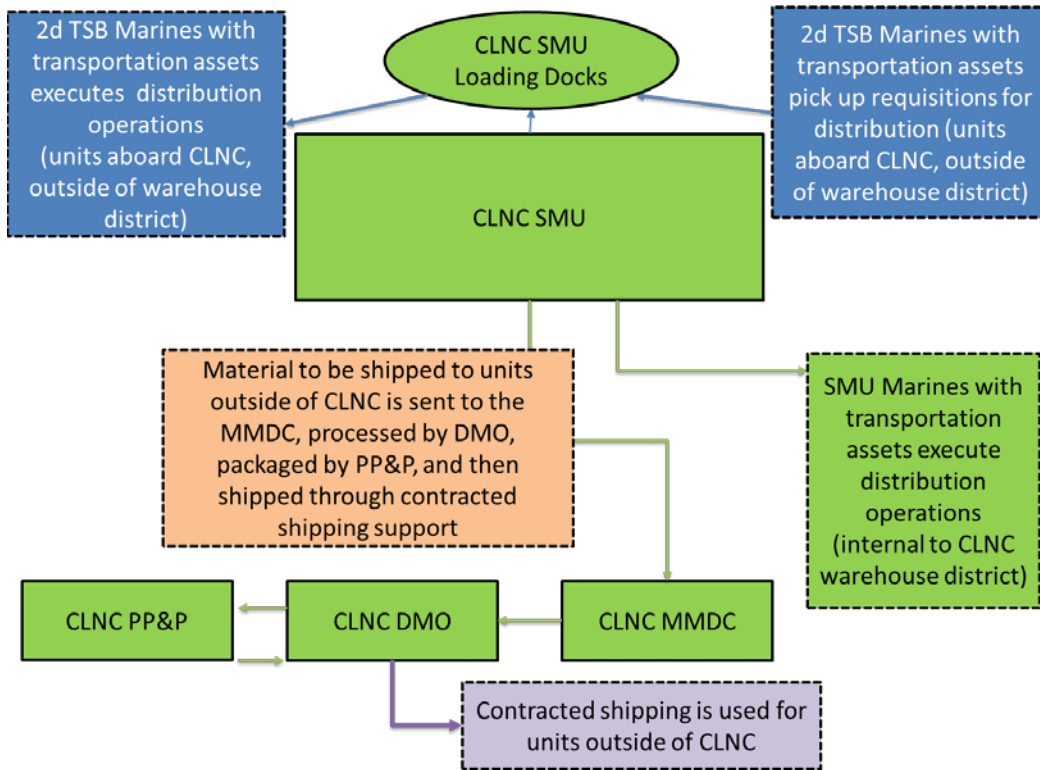 2d TSB Marines with
transportation assets
executes distribution
operations
(units aboard CLNC,
outside of warehouse
district)
CLNC SMU
Loading Docks
2d TSB Marines with
transportation assets
pick up requisitions for
distribution (units
aboard CLNC, outside
of warehouse district)
CLNC SMU
Material to be shipped to units
outside of CLNC is sent to the
MMDC, processed by DMO,
packaged by PP&P, and then
shipped through contracted
shipping support
SMU Marines with
transportation
assets execute
distribution
operations
(internal to CLNC
warehouse district)
CLNC PP&P
CLNC DMO
CLNC MMDC
Contracted shipping is used for
units outside of CLNC